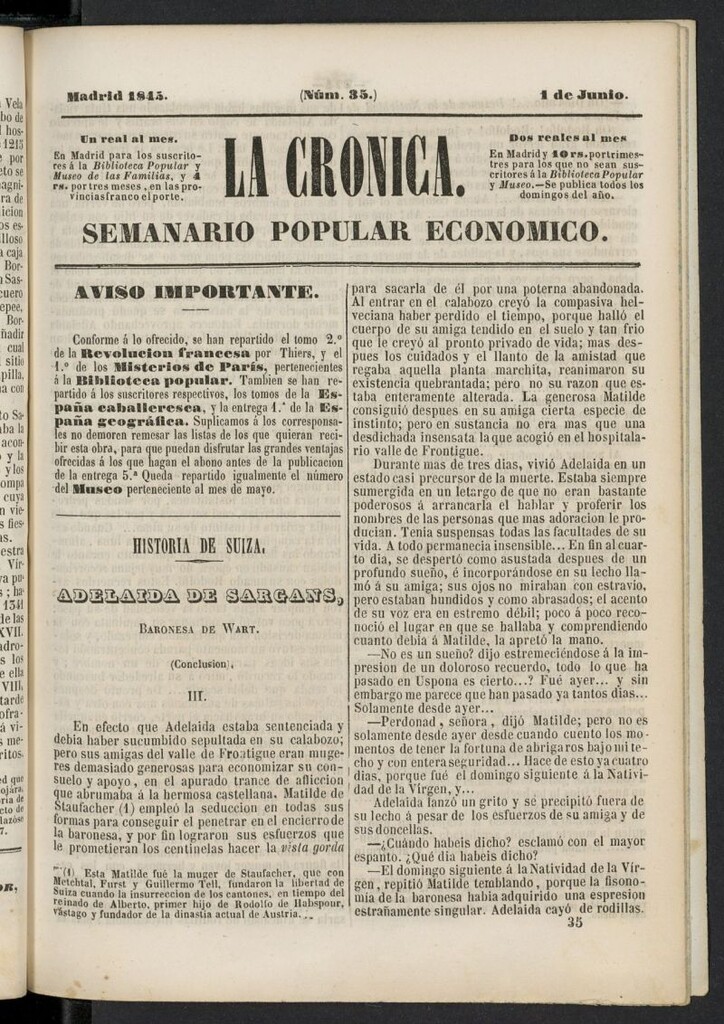 Madrid 1845.
(Núm. 35.)
1 de Junio.
Un real al mes.
En Madrid para los suscrito-
res á la Biblioteca Popular y
Museo de las Familias, y 4
rs. por tres meses, en las pro-
vincias franco el porte.
LA CRONICA.
Dos reales al mes
En Madrid y 10 rs. por trimes-
tres para los que no sean sus-
critores á la Biblioteca Popular
y Museo.—Se publica todos los
domingos del año.
SEMANARIO POPULAR ECONOMICO.
AVISO IMPORTANTE.
Conforme á lo ofrecido, se han repartido el tomo 2.º
de la Revolucion francesa por Thiers, y el
1.º de los Misterios de París, pertenecientes
á la Biblioteca popular. Tambien se han re-
partido á los suscritores respectivos, los tomos de la Es-
paña caballeresca, y la entrega 1.ª de la Es-
paña geográfica. Suplicamos á los corresponsa-
les no demoren remesar las listas de los que quieran reci-
bir esta obra, para que puedan disfrutar las grandes ventajas
ofrecidas á los que hagan el abono antes de la publicacion
de la entrega 5.ª Queda repartido igualmente el número
del Museo perteneciente al mes de mayo.
HISTORIA DE SUIZA.
ADELAIDA DE SARGANS,
BARONESA DE WART.
(Conclusion).
III.
En efecto que Adelaida estaba sentenciada y
debia haber sucumbido sepultada en su calabozo;
pero sus amigas del valle de Frontigue eran muge-
res demasiado generosas para economizar su con-
suelo y apoyo, en el apurado trance de afliccion
que abrumaba á la hermosa castellana. Matilde de
Staufacher (1) empleó la seduccion en todas sus
formas para conseguir el penetrar en el encierro de
la baronesa, y por fin lograron sus esfuerzos que
le prometieran los centinelas hacer la vista gorda
(1) Esta Matilde fué la muger de Staufacher, que con
Metchtal, Furst y Guillermo Tell, fundaron la libertad de
Suiza cuando la insurreccion de los cantones, en tiempo del
reinado de Alberto, primer hijo de Rodolfo de Habspour,
vástago y fundador de la dinastía actual de Austria.
para sacarla de él por una poterna abandonada.
Al entrar en el calabozo creyó la compasiva hel-
veciana haber perdido el tiempo, porque halló el
cuerpo de su amiga tendido en el suelo y tan frio
que le creyó al pronto privado de vida; mas des-
pues los cuidados y el llanto de la amistad que
regaba aquella planta marchita, reanimaron su
existencia quebrantada; pero no su razon que es-
taba enteramente alterada. La generosa Matilde
consiguió despues en su amiga cierta especie de
instinto; pero en sustancia no era mas que una
desdichada insensata la que acogió en el hospitala-
rio valle de Frontigue.
Durante mas de tres dias, vivió Adelaida en un
estado casi precursor de la muerte. Estaba siempre
sumergida en un letargo de que no eran bastante
poderosos á arrancarla el hablar y proferir los
nombres de las personas que mas adoracion le pro-
ducian. Tenia suspensas todas las facultades de su
vida. A todo permanecia insensible... En fin al cuar-
to dia, se despertó como asustada despues de un
profundo sueño, é incorporándose en su lecho lla-
mó á su amiga; sus ojos no miraban con estravio,
pero estaban hundidos y como abrasados; el acento
de su voz era en estremo débil; poco á poco reco-
noció el lugar en que se hallaba y comprendiendo
cuanto debia á Matilde, la apretó la mano.
—No es un sueño? dijo estremeciéndose á la im-
presion de un doloroso recuerdo, todo lo que ha
pasado en Uspona es cierto...? Fué ayer... y sin
embargo me parece que han pasado ya tantos dias...
Solamente desde ayer...
—Perdonad, señora, dijó Matilde; pero no es
solamente desde ayer desde cuando cuento los mo-
mentos de tener la fortuna de abrigaros bajo mi te-
cho y con entera seguridad... Hace de esto ya cuatro
dias, porque fué el domingo siguiente á la Nativi-
dad de la Vírgen, y...
Adelaida lanzó un grito y se precipitó fuera de
su lecho á pesar de los esfuerzos de su amiga y de
sus doncellas.
—¿Cuándo habeis dicho? esclamó con el mayor
espanto. ¿Qué dia habeis dicho?
—El domingo siguiente á la Natividad de la Vír-
gen, repitió Matilde temblando, porque la fisono-
mía de la baronesa habia adquirido una espresion
estrañamente singular. Adelaida cayó de rodillas.
35